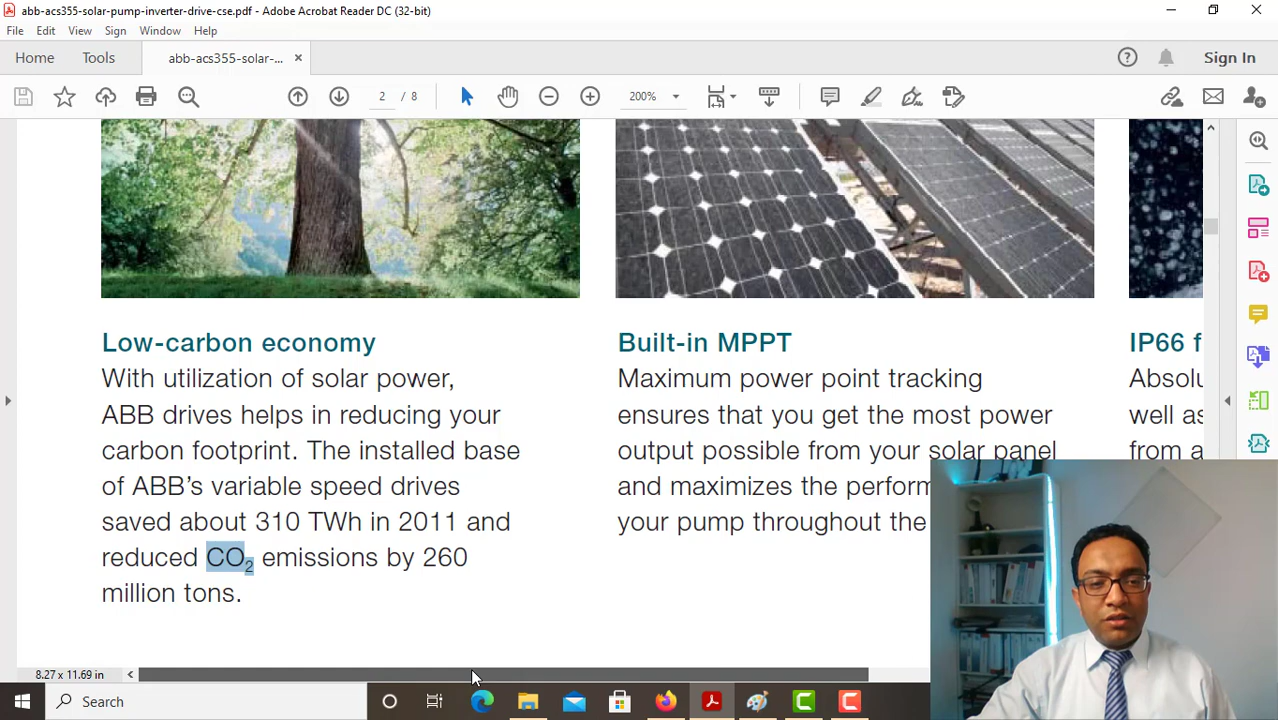 abb-acs355-solar-pump-inverter-drive-cse.pdf - Adobe Acrobat Reader DC (32-bit)
File Edit View Sign Window Help
Home Tools abb-acs355-solar-... Sign In
2 / 8 200%
Low-carbon economy
With utilization of solar power,
ABB drives helps in reducing your
carbon footprint. The installed base
of ABB's variable speed drives
saved about 310 TWh in 2011 and
reduced CO₂ emissions by 260
million tons.
Built-in MPPT
Maximum power point tracking
ensures that you get the most power
output possible from your solar panel
and maximizes the perform
your pump throughout the
IP66 f
Absolu
well as
from a
8.27 x 11.69 in
Search